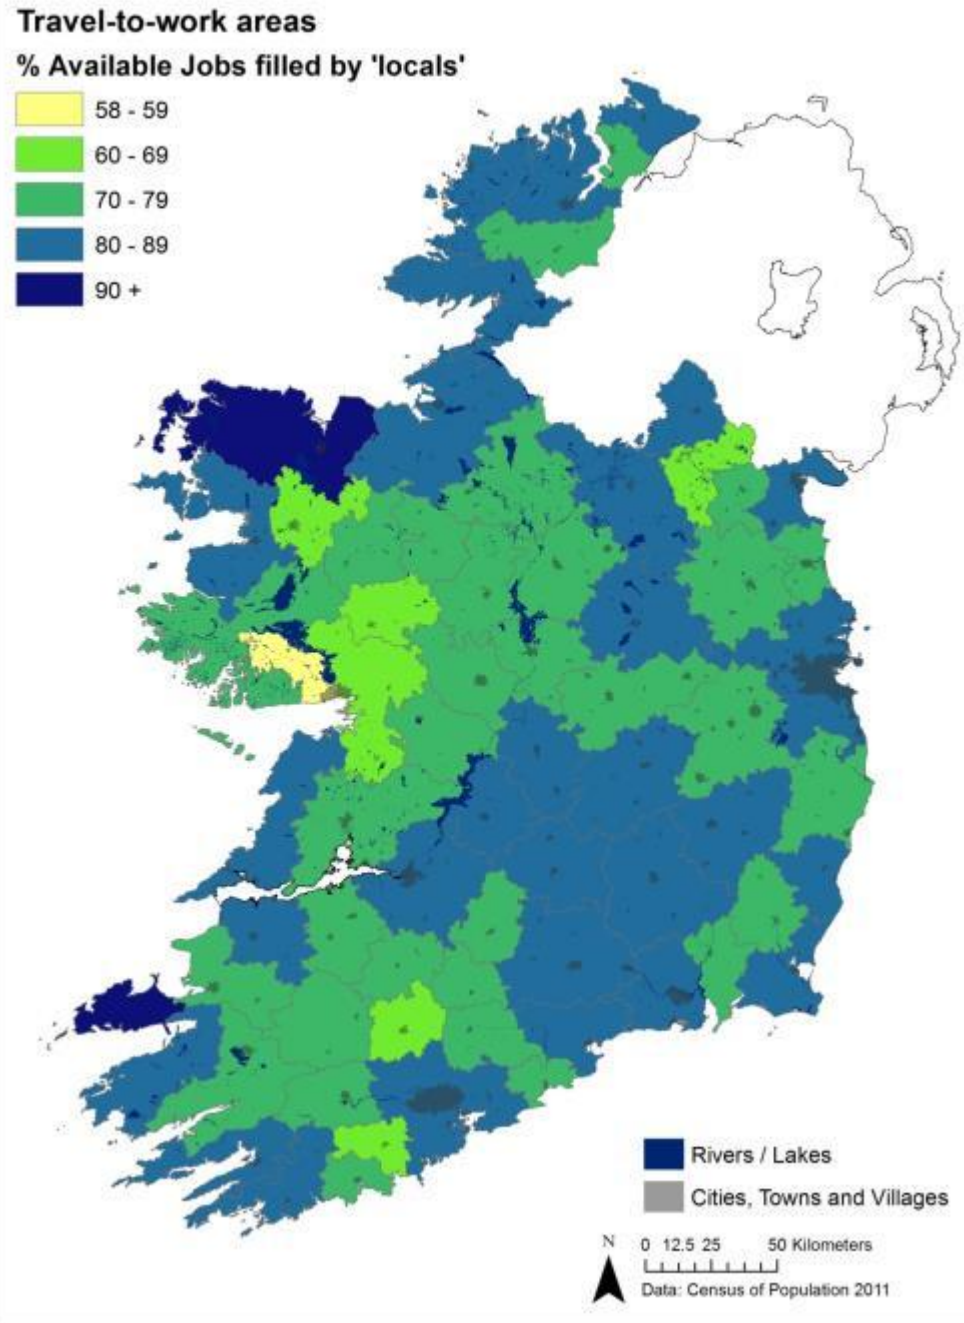 Travel-to-work areas
% Available Jobs filled by 'locals'
58 - 59
60 - 69
70 - 79
80 - 89
90 +
Rivers / Lakes
Cities, Towns and Villages
N
0 12.5 25 50 Kilometers
Data: Census of Population 2011